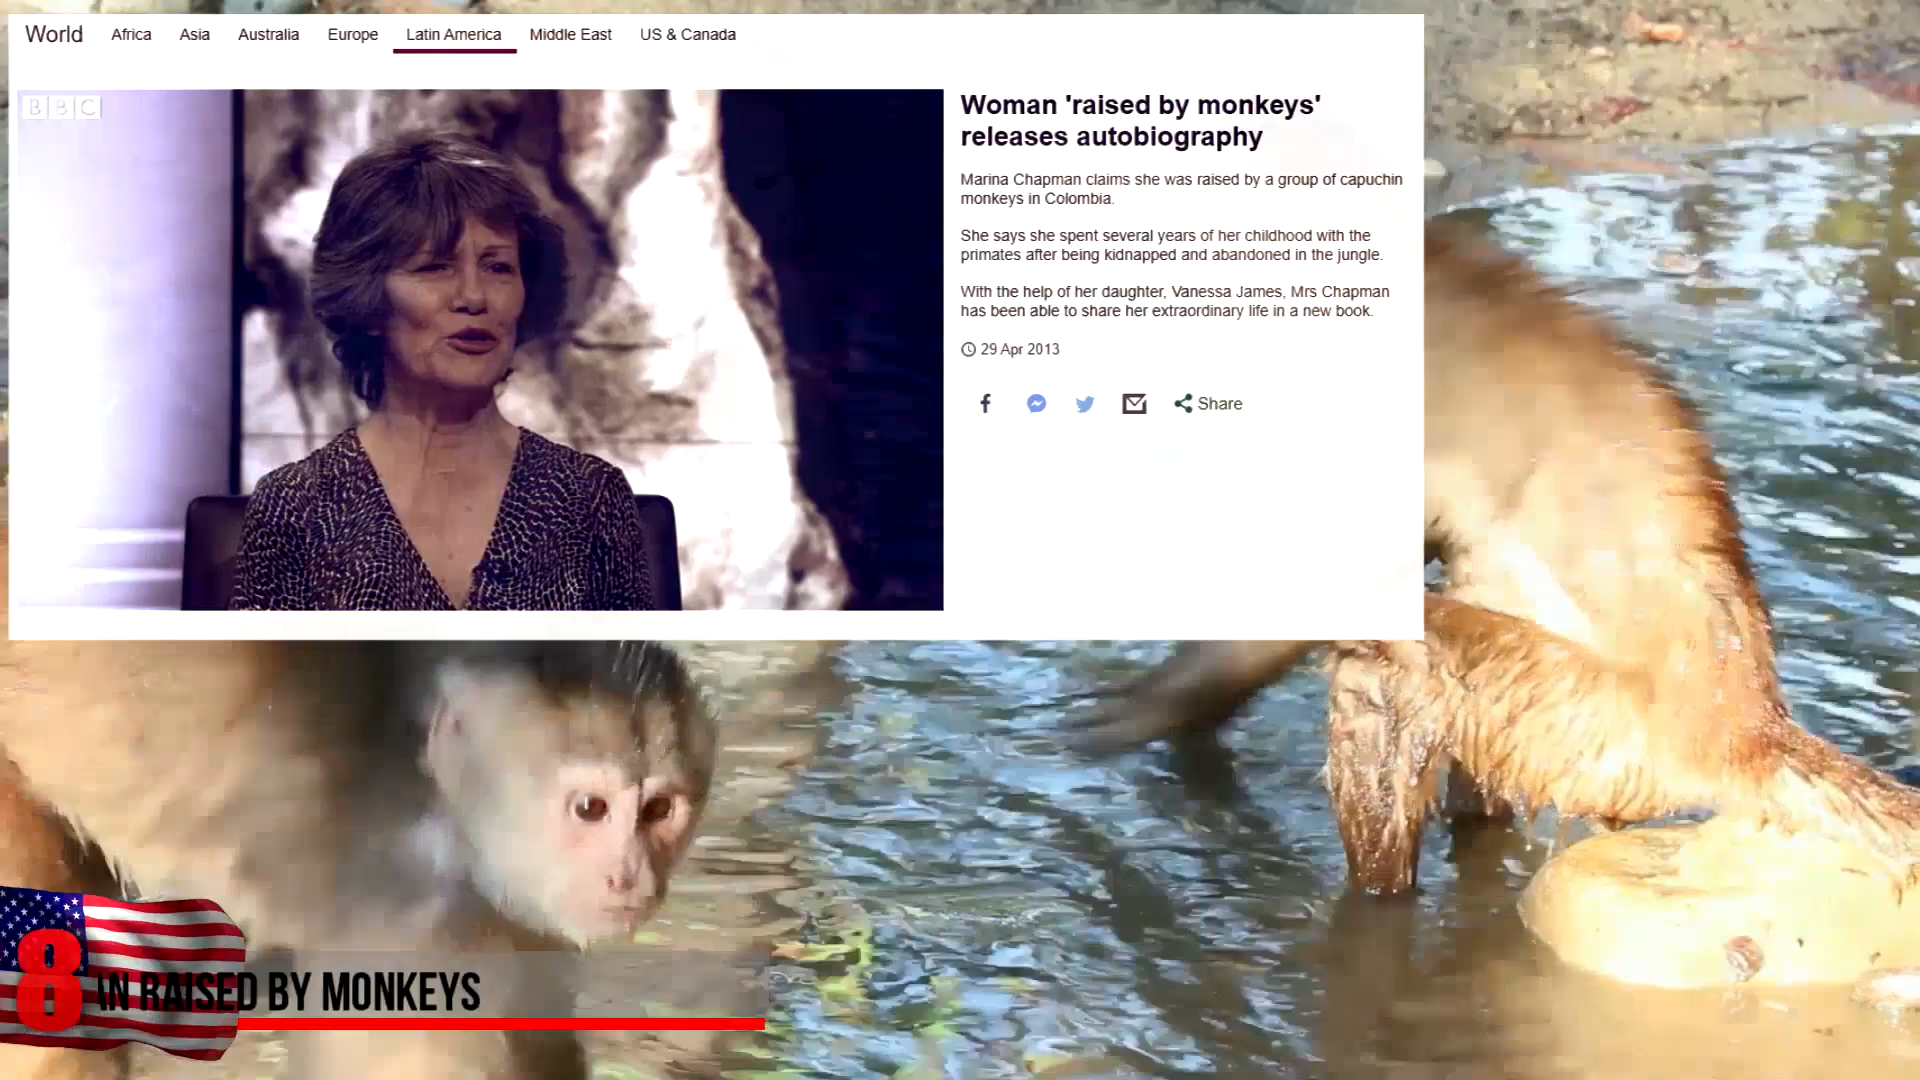 World Africa Asia Australia Europe Latin America Middle East US & Canada
BBC
Woman 'raised by monkeys'
releases autobiography
Marina Chapman claims she was raised by a group of capuchin
monkeys in Colombia.
She says she spent several years of her childhood with the
primates after being kidnapped and abandoned in the jungle.
With the help of her daughter, Vanessa James, Mrs Chapman
has been able to share her extraordinary life in a new book.
29 Apr 2013
Share
8 IN RAISED BY MONKEYS